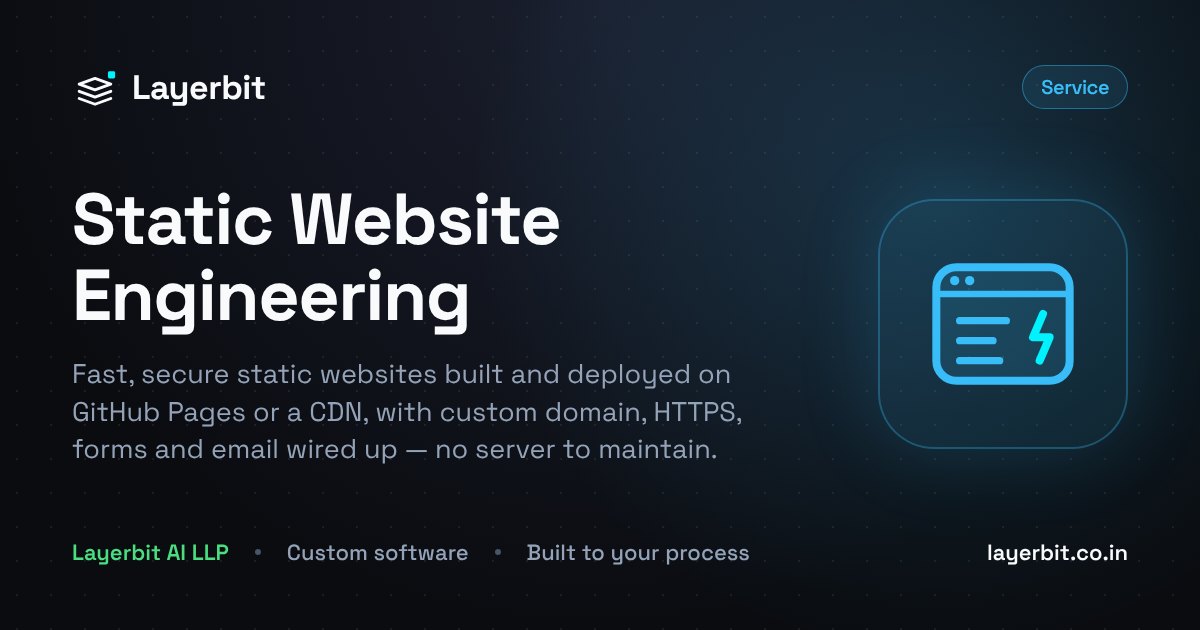 Layerbit
Service
Static Website
Engineering
Fast, secure static websites built and deployed on
GitHub Pages or a CDN, with custom domain, HTTPS,
forms and email wired up — no server to maintain.
Layerbit AI LLP • Custom software • Built to your process
layerbit.co.in